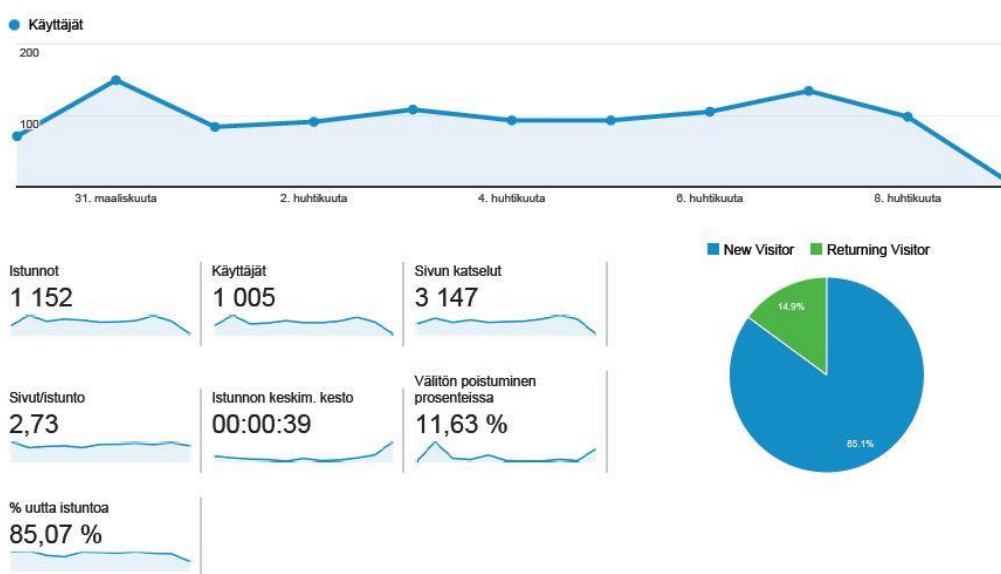 Käyttäjät
200
100
31. maaliskuuta
2. huhtikuuta
4. huhtikuuta
6. huhtikuuta
8. huhtikuuta
New Visitor
Returning Visitor
Istunnot
1 152
Käyttäjät
1 005
Sivun katselut
3 147
14.9%
85.1%
Sivut/istunto
2,73
Istunnon keskim. kesto
00:00:39
Välitön poistuminen
prosenteissa
11,63 %
% uutta istuntoa
85,07 %